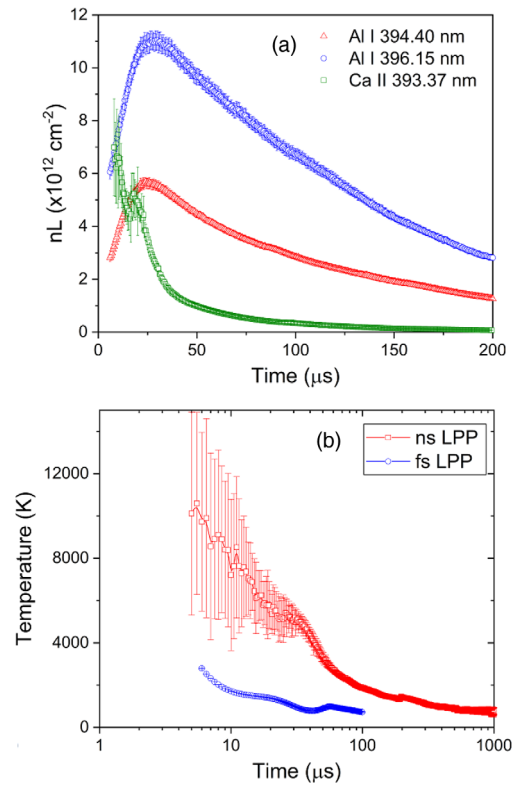 (a)
Al I 394.40 nm
Al I 396.15 nm
Ca II 393.37 nm
nL (x10¹² cm⁻²)
12
10
8
6
4
2
0
0 50 100 150 200
Time (μs)
(b)
ns LPP
fs LPP
Temperature (K)
12000
8000
4000
0
1 10 100 1000
Time (μs)